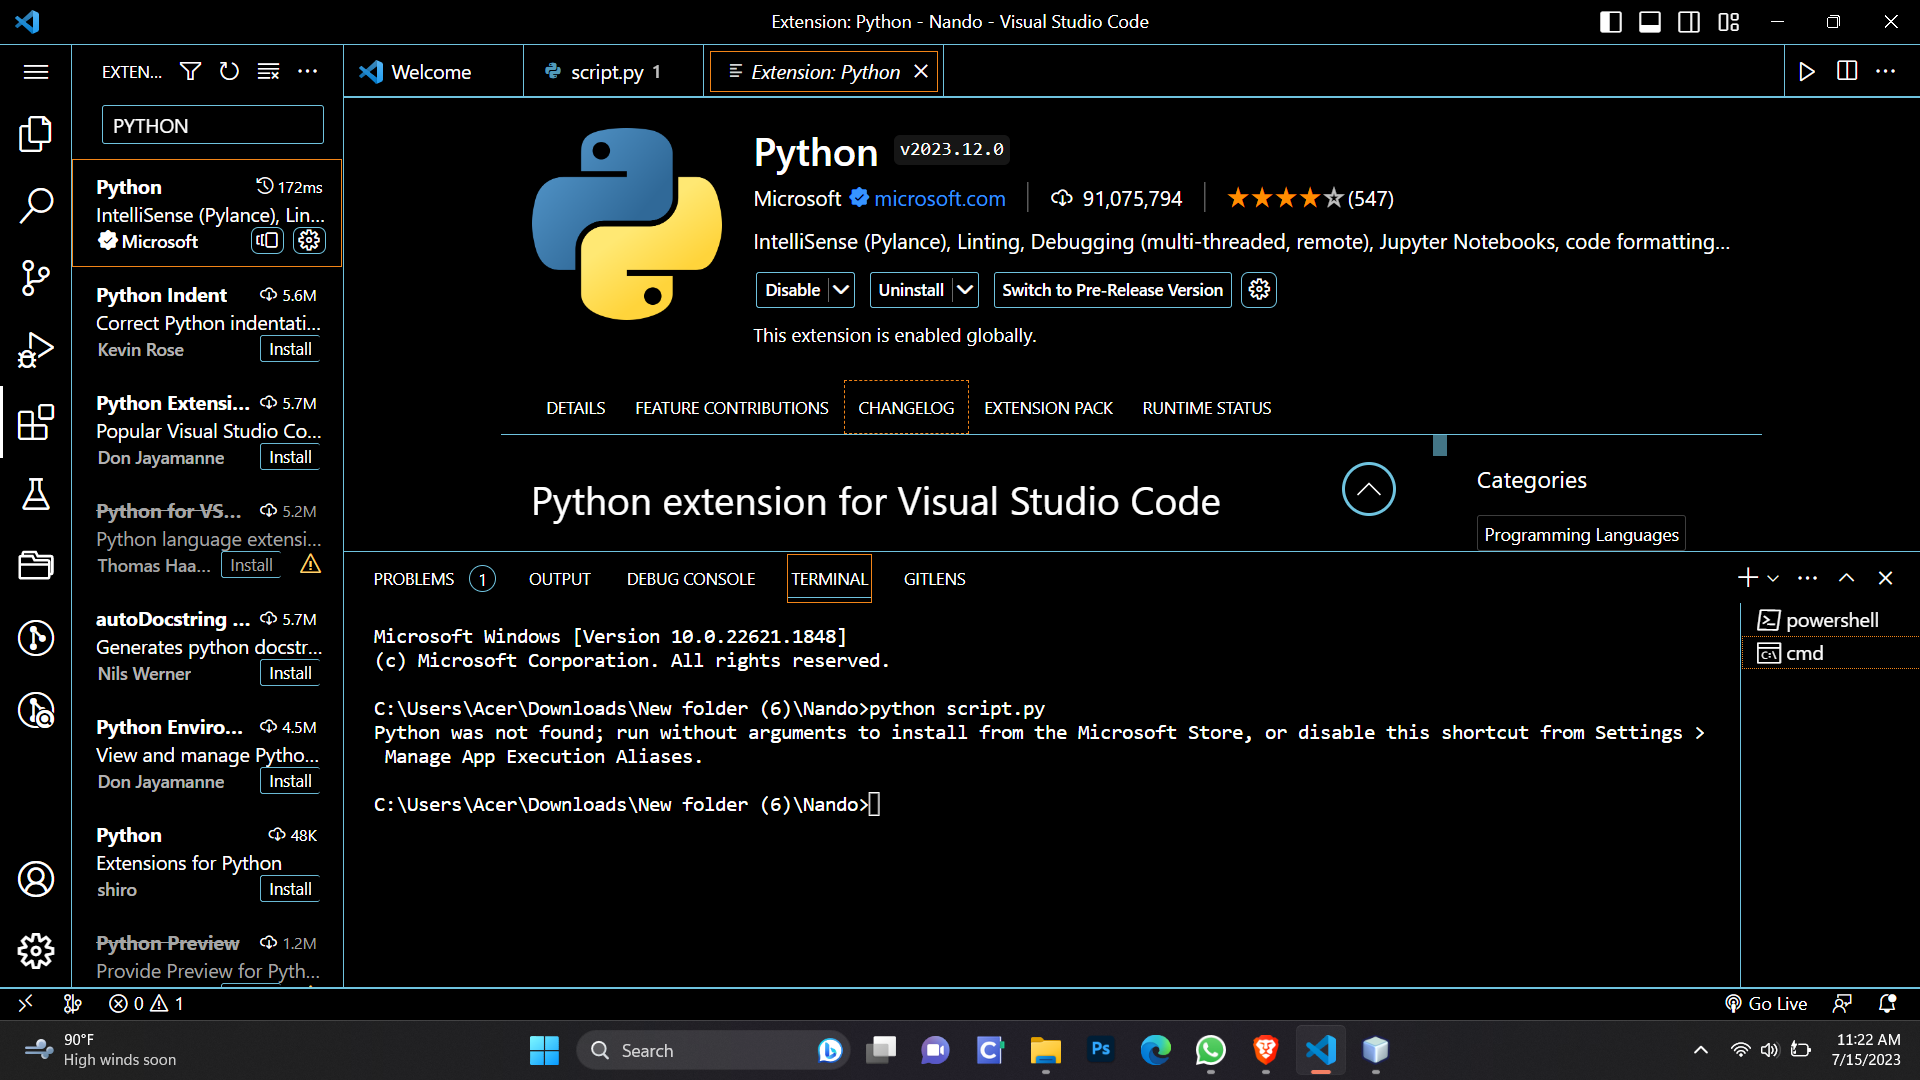 Extension: Python - Nando - Visual Studio Code
EXTEN...
PYTHON
Python 172ms
IntelliSense (Pylance), Lin...
Microsoft
Python Indent 5.6M
Correct Python indentati...
Kevin Rose Install
Python Extensi... 5.7M
Popular Visual Studio Co...
Don Jayamanne Install
Python for VS... 5.2M
Python language extensi...
Thomas Haa... Install
autoDocstring ... 5.7M
Generates python docstr...
Nils Werner Install
Python Enviro... 4.5M
View and manage Pytho...
Don Jayamanne Install
Python 48K
Extensions for Python
shiro Install
Python Preview 1.2M
Provide Preview for Pyth...
Welcome
script.py 1
Extension: Python
Python v2023.12.0
Microsoft microsoft.com 91,075,794 (547)
IntelliSense (Pylance), Linting, Debugging (multi-threaded, remote), Jupyter Notebooks, code formatting...
Disable Uninstall Switch to Pre-Release Version
This extension is enabled globally.
DETAILS FEATURE CONTRIBUTIONS CHANGELOG EXTENSION PACK RUNTIME STATUS
Python extension for Visual Studio Code
Categories
Programming Languages
PROBLEMS 1 OUTPUT DEBUG CONSOLE TERMINAL GITLENS
Microsoft Windows [Version 10.0.22621.1848]
(c) Microsoft Corporation. All rights reserved.
C:\Users\Acer\Downloads\New folder (6)\Nando>python script.py
Python was not found; run without arguments to install from the Microsoft Store, or disable this shortcut from Settings >
Manage App Execution Aliases.
C:\Users\Acer\Downloads\New folder (6)\Nando>
powershell
cmd
0 1
Go Live
90°F
High winds soon
Search
Ps
11:22 AM
7/15/2023